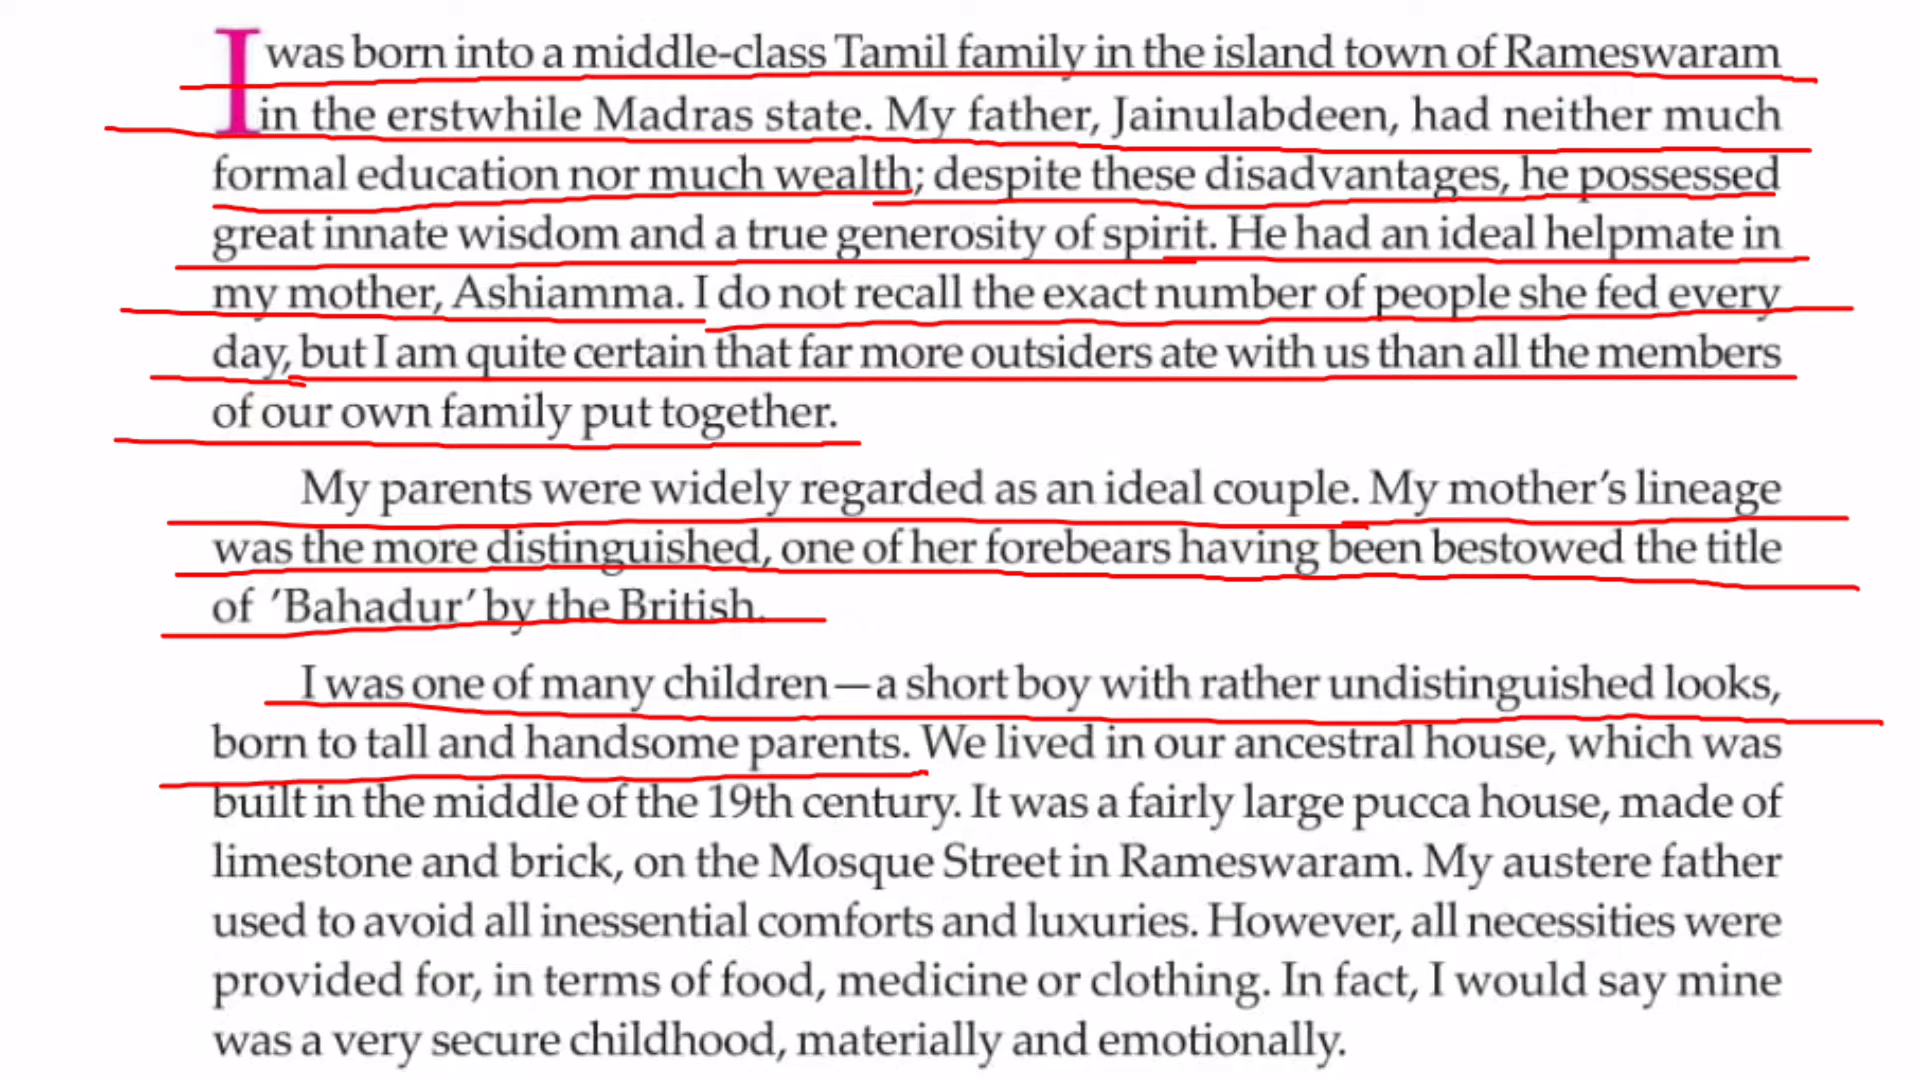 I was born into a middle-class Tamil family in the island town of Rameswaram
in the erstwhile Madras state. My father, Jainulabdeen, had neither much
formal education nor much wealth; despite these disadvantages, he possessed
great innate wisdom and a true generosity of spirit. He had an ideal helpmate in
my mother, Ashiamma. I do not recall the exact number of people she fed every
day, but I am quite certain that far more outsiders ate with us than all the members
of our own family put together.
My parents were widely regarded as an ideal couple. My mother’s lineage
was the more distinguished, one of her forebears having been bestowed the title
of ’Bahadur’ by the British.
I was one of many children—a short boy with rather undistinguished looks,
born to tall and handsome parents. We lived in our ancestral house, which was
built in the middle of the 19th century. It was a fairly large pucca house, made of
limestone and brick, on the Mosque Street in Rameswaram. My austere father
used to avoid all inessential comforts and luxuries. However, all necessities were
provided for, in terms of food, medicine or clothing. In fact, I would say mine
was a very secure childhood, materially and emotionally.